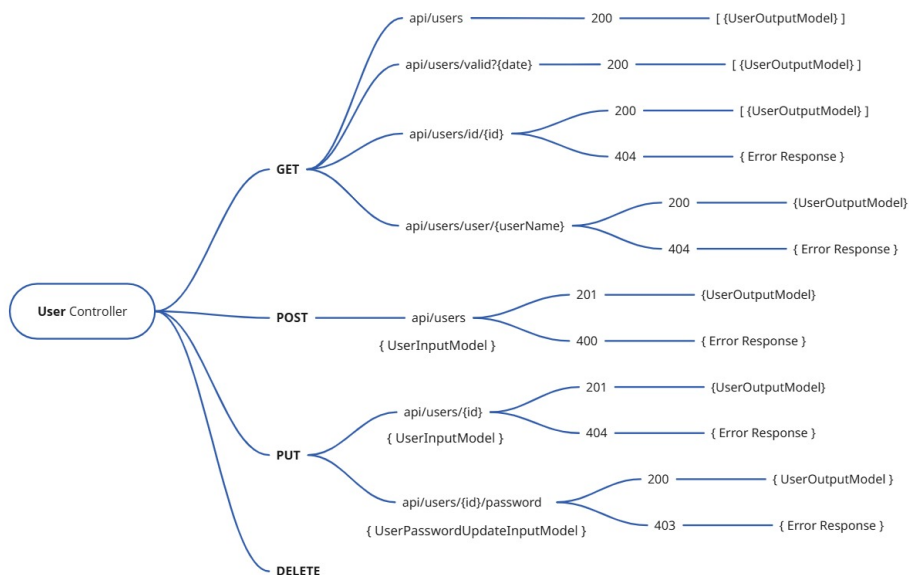 api/users 200 [ {UserOutputModel} ]
api/users/valid?{date} 200 [ {UserOutputModel} ]
200 [ {UserOutputModel} ]
api/users/id/{id}
404 { Error Response }
GET
200 {UserOutputModel}
api/users/user/{userName}
404 { Error Response }
User Controller
201 {UserOutputModel}
POST api/users
{ UserInputModel }
400 { Error Response }
201 {UserOutputModel}
api/users/{id}
{ UserInputModel }
404 { Error Response }
PUT
200 { UserOutputModel }
api/users/{id}/password
{ UserPasswordUpdateInputModel }
403 { Error Response }
DELETE